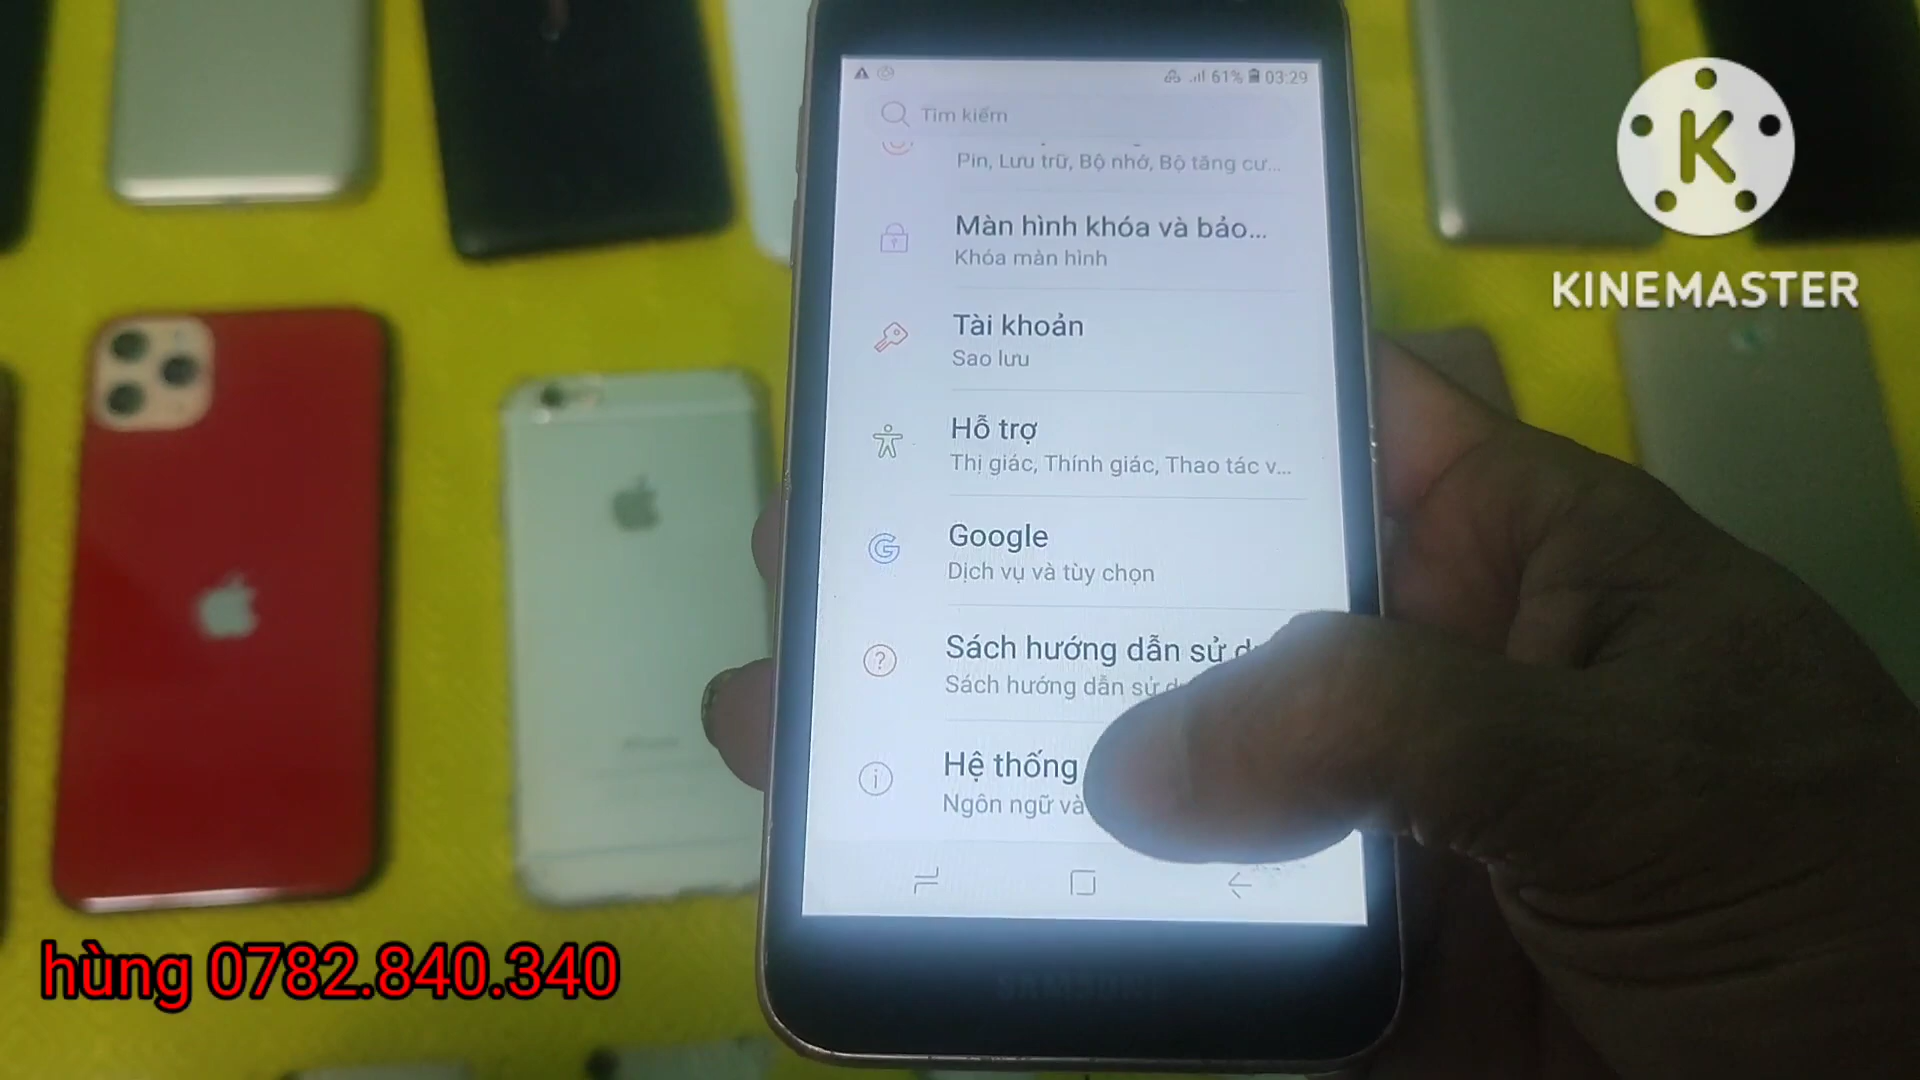 61% 03:29
Tìm kiếm
Pin, Lưu trữ, Bộ nhớ, Bộ tăng cư...
Màn hình khóa và bảo...
Khóa màn hình
Tài khoản
Sao lưu
Hỗ trợ
Thị giác, Thính giác, Thao tác v...
Google
Dịch vụ và tùy chọn
Sách hướng dẫn sử
Sách hướng dẫn sử
Hệ thống
Ngôn ngữ và
SAMSUNG
K
KINEMASTER
hùng 0782.840.340